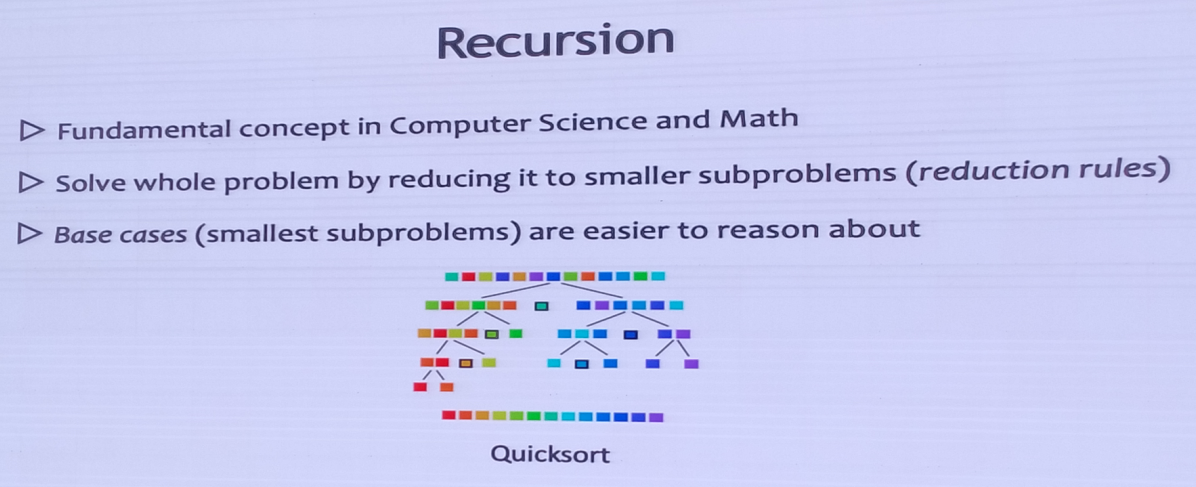 Recursion
▷ Fundamental concept in Computer Science and Math
▷ Solve whole problem by reducing it to smaller subproblems (reduction rules)
▷ Base cases (smallest subproblems) are easier to reason about
Quicksort